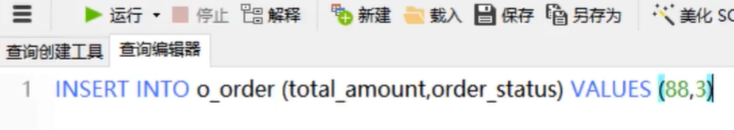 运行 停止 解释 新建 载入 保存 另存为 美化 SC
查询创建工具 查询编辑器
1 INSERT INTO o_order (total_amount,order_status) VALUES (88,3)